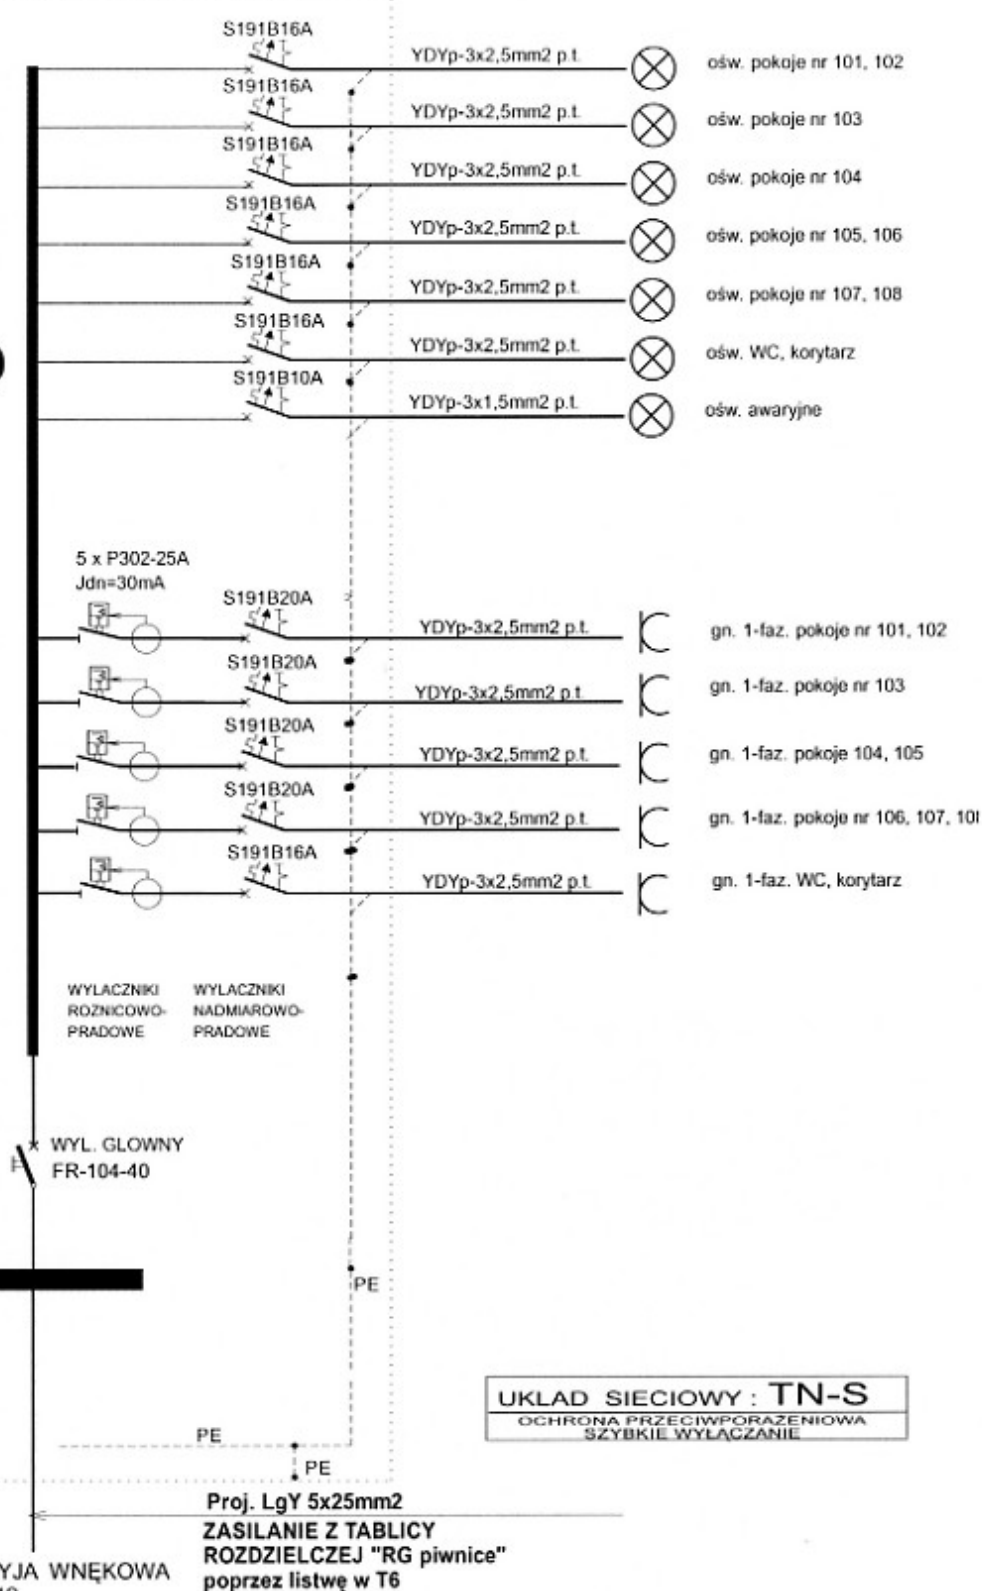 S191B16A
YDYp-3x2,5mm2 p.t.
ośw. pokoje nr 101, 102
S191B16A
YDYp-3x2,5mm2 p.t.
ośw. pokoje nr 103
S191B16A
YDYp-3x2,5mm2 p.t.
ośw. pokoje nr 104
S191B16A
YDYp-3x2,5mm2 p.t.
ośw. pokoje nr 105, 106
S191B16A
YDYp-3x2,5mm2 p.t.
ośw. pokoje nr 107, 108
S191B16A
YDYp-3x2,5mm2 p.t.
ośw. WC, korytarz
S191B10A
YDYp-3x1,5mm2 p.t.
ośw. awaryjne
5 x P302-25A
Jdn=30mA
S191B20A
YDYp-3x2,5mm2 p.t.
gn. 1-faz. pokoje nr 101, 102
S191B20A
YDYp-3x2,5mm2 p.t.
gn. 1-faz. pokoje nr 103
S191B20A
YDYp-3x2,5mm2 p.t.
gn. 1-faz. pokoje 104, 105
S191B20A
YDYp-3x2,5mm2 p.t.
gn. 1-faz. pokoje nr 106, 107,
S191B16A
YDYp-3x2,5mm2 p.t.
gn. 1-faz. WC, korytarz
WYLACZNIKI
ROZNICOWO-
PRADOWE
WYLACZNIKI
NADMIAROWO-
PRADOWE
WYL. GLOWNY
FR-104-40
PE
UKLAD SIECIOWY : TN-S
OCHRONA PRZECIWPORAŻENIOWA
SZYBKIE WYŁĄCZANIE
PE
PE
Proj. LgY 5x25mm2
ZASILANIE Z TABLICY
ROZDZIELCZEJ "RG piwnice"
poprzez listwę w T6
YJA WNĘKOWA